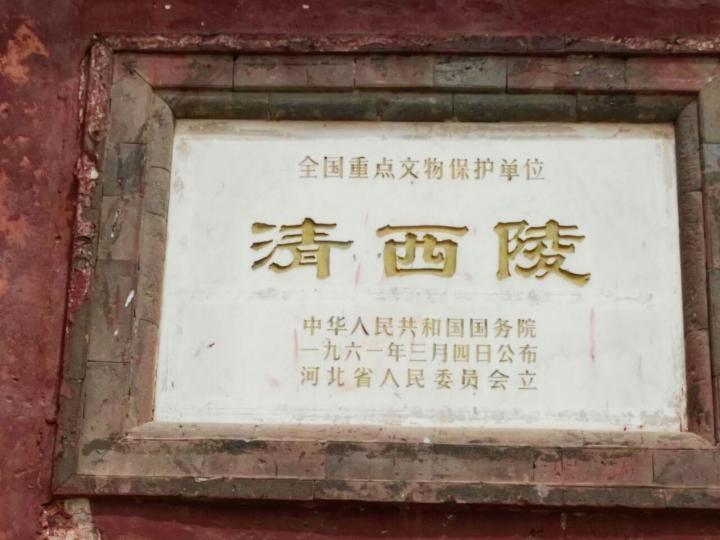 全国重点文物保护单位
清西陵
中华人民共和国国务院
一九六一年三月四日公布
河北省人民委员会立